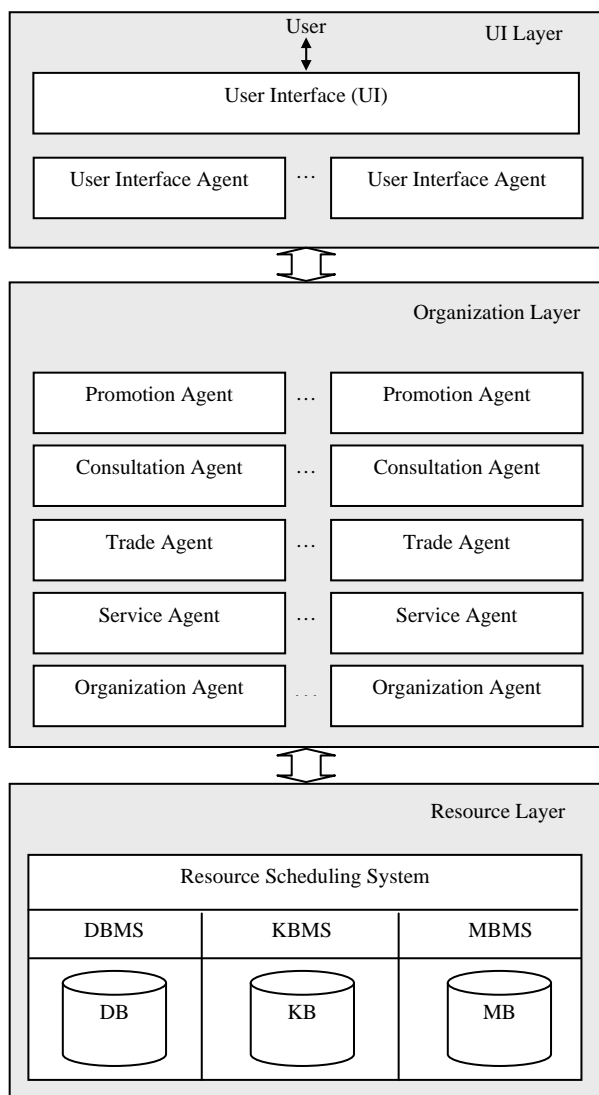 User
UI Layer
User Interface (UI)
User Interface Agent … User Interface Agent
Organization Layer
Promotion Agent … Promotion Agent
Consultation Agent … Consultation Agent
Trade Agent … Trade Agent
Service Agent … Service Agent
Organization Agent ... Organization Agent
Resource Layer
Resource Scheduling System
DBMS KBMS MBMS
DB KB MB